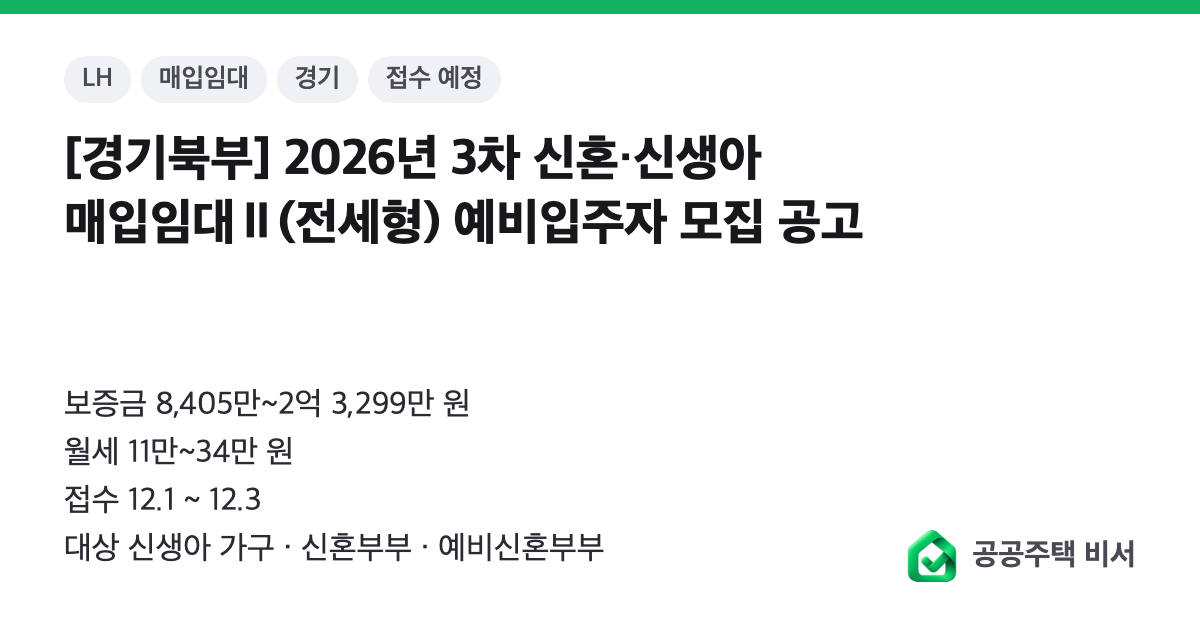 LH 매입임대 경기 접수 예정
[경기북부] 2026년 3차 신혼·신생아
매입임대Ⅱ(전세형) 예비입주자 모집 공고
보증금 8,405만~2억 3,299만 원
월세 11만~34만 원
접수 12.1 ~ 12.3
대상 신생아 가구 · 신혼부부 · 예비신혼부부
공공주택 비서